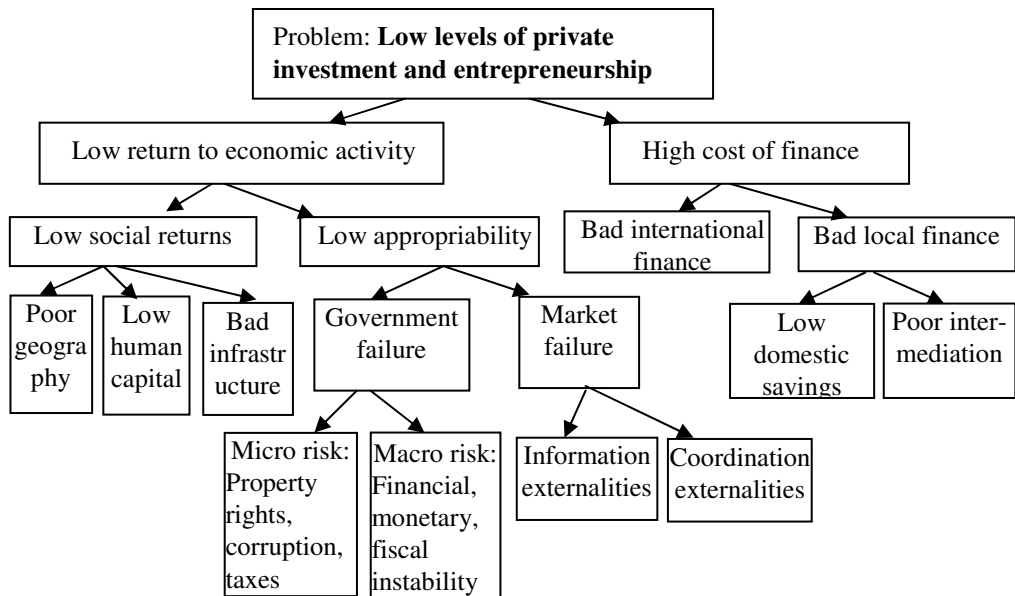 Problem: Low levels of private
investment and entrepreneurship
Low return to economic activity
High cost of finance
Low social returns
Low appropriability
Bad international
finance
Bad local finance
Poor
geogra
phy
Low
human
capital
Bad
infrastr
ucture
Government
failure
Market
failure
Low
domestic
savings
Poor inter-
mediation
Micro risk:
Property
rights,
corruption,
taxes
Macro risk:
Financial,
monetary,
fiscal
instability
Information
externalities
Coordination
externalities